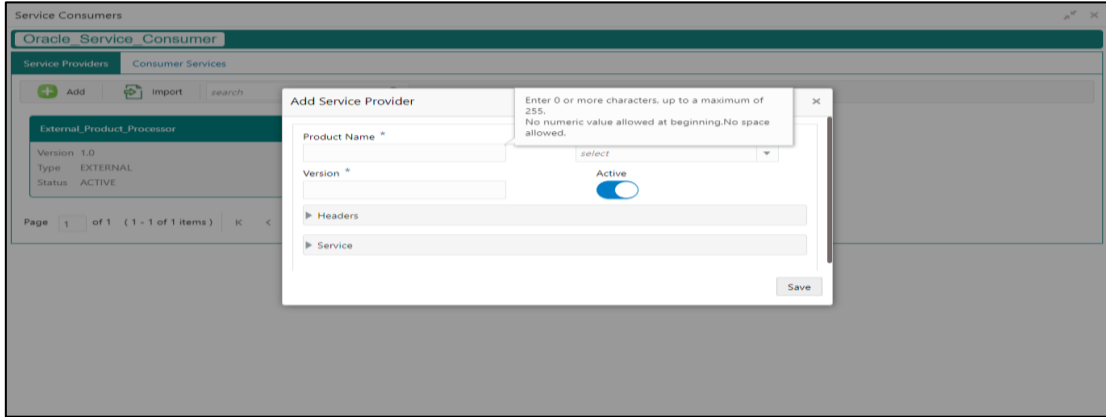 Service Consumers
Oracle_Service_Consumer
Service Providers Consumer Services
Add Import search
External_Product_Processor
Version 1.0
Type EXTERNAL
Status ACTIVE
Page 1 of 1 (1 - 1 of 1 items) K <
Add Service Provider
Enter 0 or more characters, up to a maximum of
255.
No numeric value allowed at beginning.No space
allowed.
Product Name *
select
Version *
Active
Headers
Service
Save